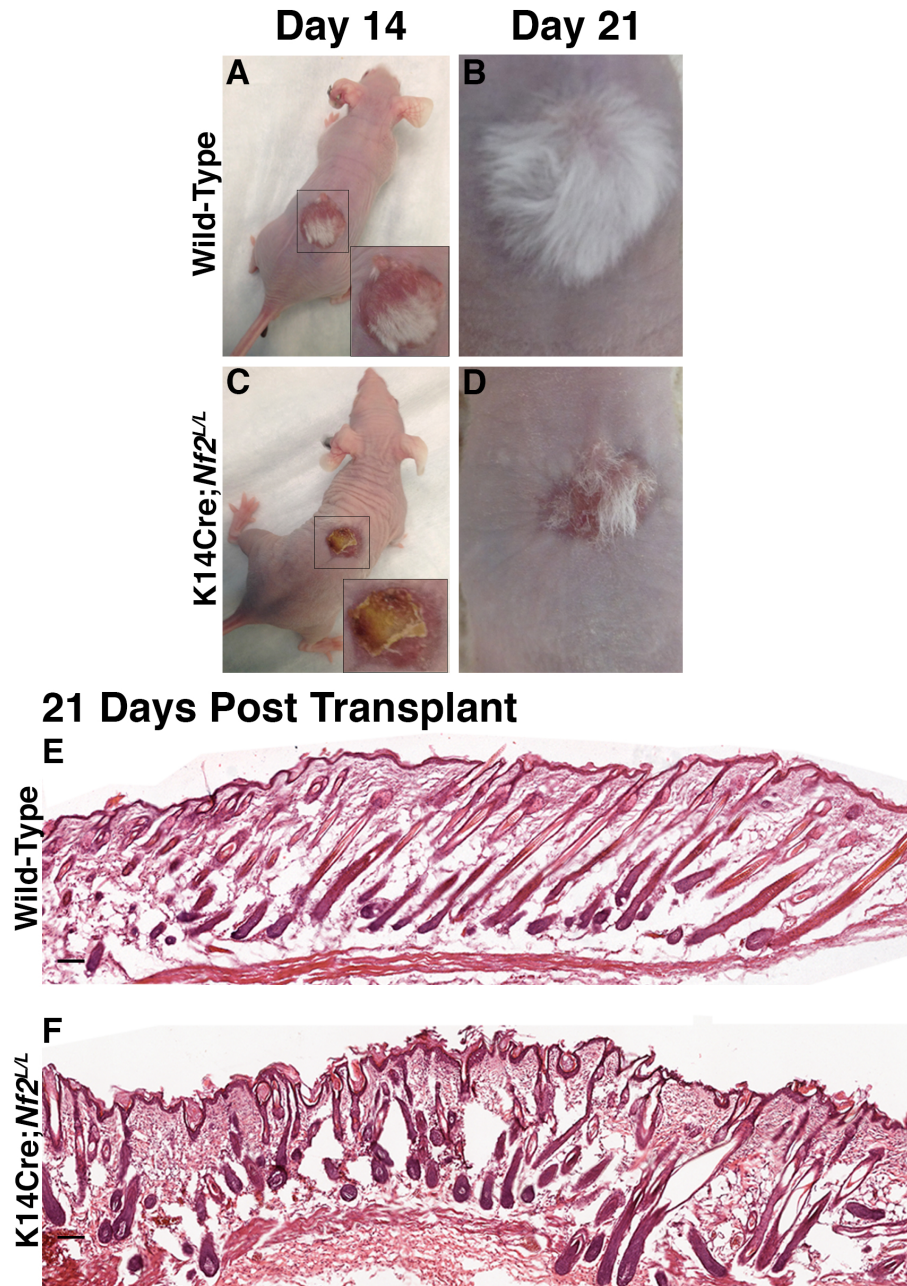 Day 14 Day 21
A
B
Wild-Type
C
D
K14Cre;Nf2L/L
21 Days Post Transplant
E
Wild-Type
F
K14Cre;Nf2L/L